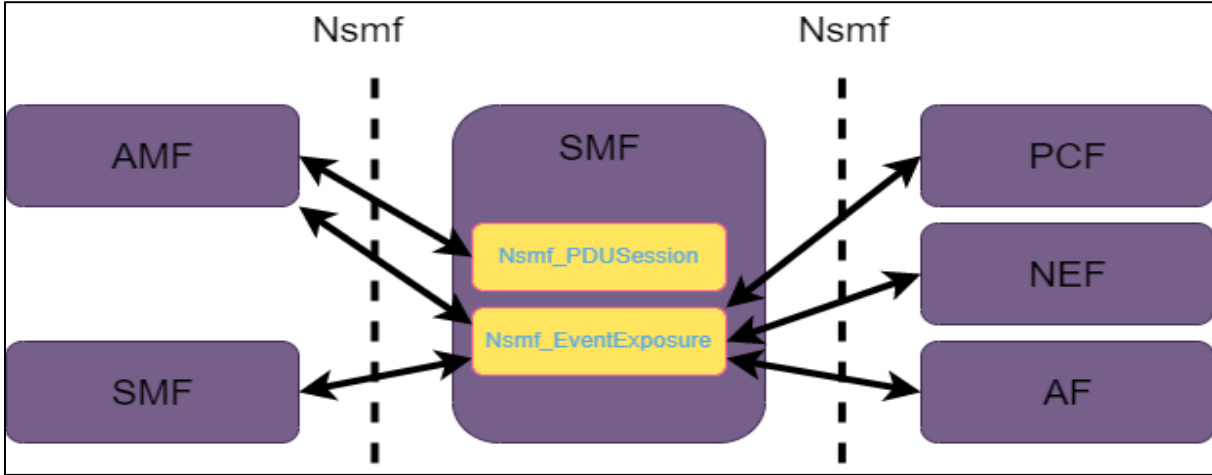 Nsmf
Nsmf
AMF
SMF
PCF
Nsmf_PDUSession
NEF
Nsmf_EventExposure
SMF
AF